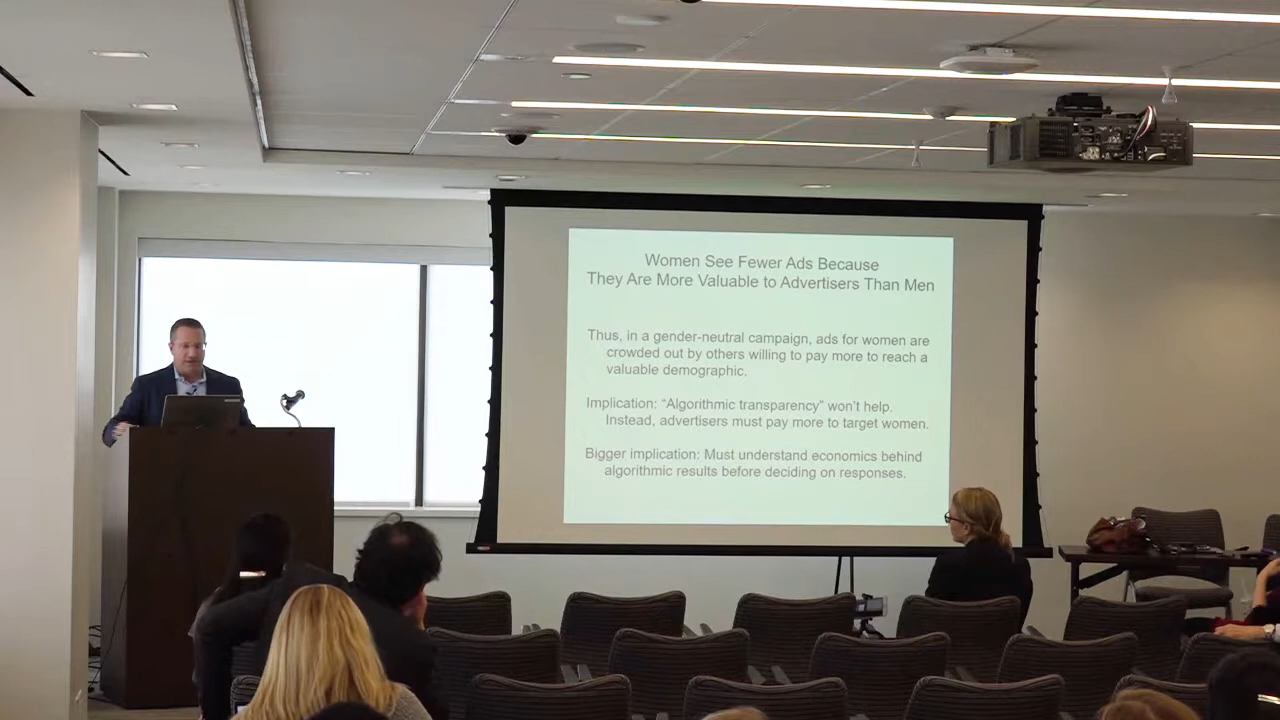 Women See Fewer Ads Because
They Are More Valuable to Advertisers Than Men
Thus, in a gender-neutral campaign, ads for women are
crowded out by others willing to pay more to reach a
valuable demographic.
Implication: “Algorithmic transparency” won’t help.
Instead, advertisers must pay more to target women.
Bigger implication: Must understand economics behind
algorithmic results before deciding on responses.